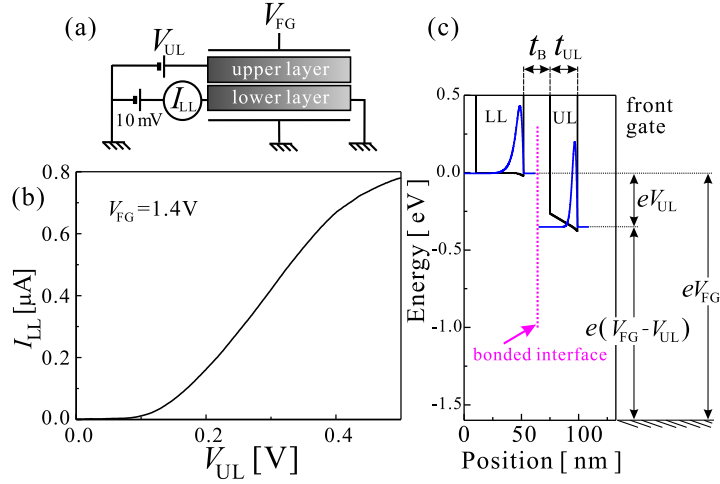 (a)
V_FG
V_UL
upper layer
lower layer
I_LL
10 mV
(b)
V_FG=1.4V
I_LL [μA]
0.8
0.6
0.4
0.2
0.0
0.0 0.2 0.4
V_UL [V]
(c)
t_B t_UL
LL UL
front
gate
Energy [ eV]
0.5
0.0
-0.5
-1.0
-1.5
eV_UL
eV_FG
e(V_FG-V_UL)
bonded interface
0 50 100
Position [ nm]